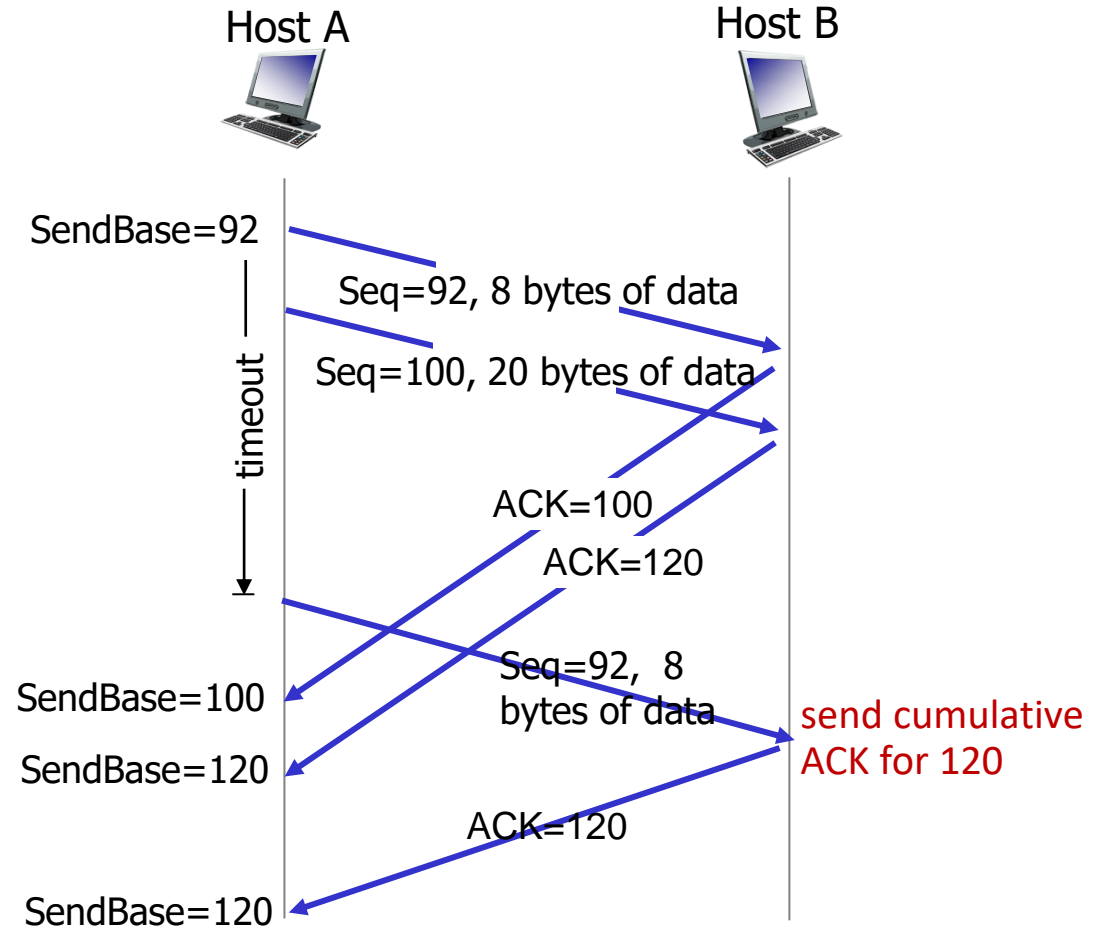 Host A
Host B
SendBase=92
Seq=92, 8 bytes of data
Seq=100, 20 bytes of data
timeout
ACK=100
ACK=120
Seq=92,  8
bytes of data
SendBase=100
send cumulative
ACK for 120
SendBase=120
ACK=120
SendBase=120